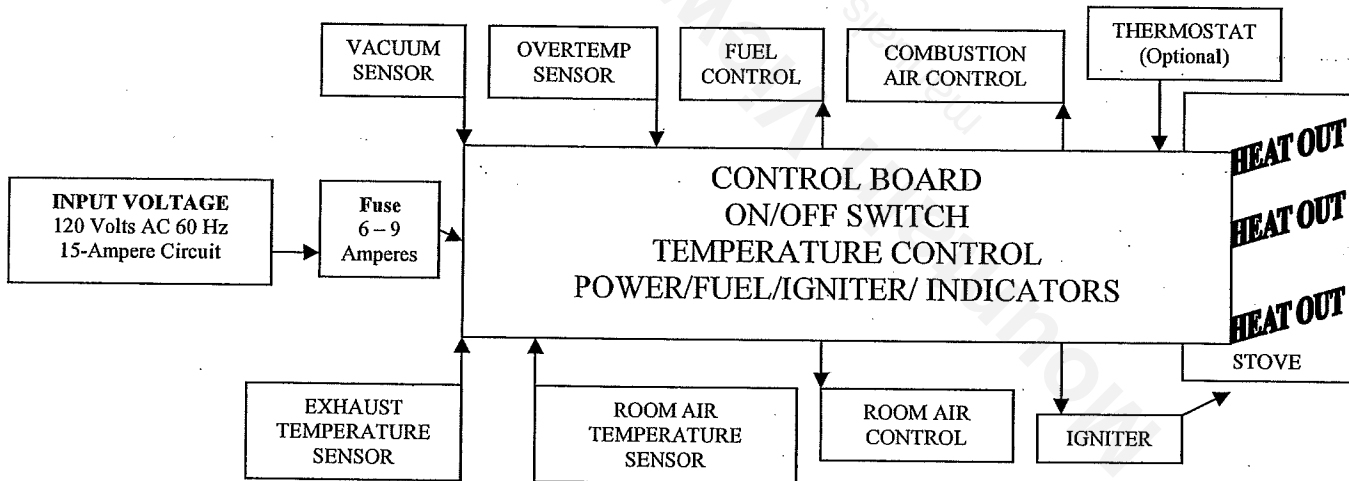 VACUUM
SENSOR
OVERTEMP
SENSOR
FUEL
CONTROL
COMBUSTION
AIR CONTROL
THERMOSTAT
(Optional)
INPUT VOLTAGE
120 Volts AC 60 Hz
15-Ampere Circuit
Fuse
6 – 9
Amperes
CONTROL BOARD
ON/OFF SWITCH
TEMPERATURE CONTROL
POWER/FUEL/IGNITER/ INDICATORS
HEAT OUT
HEAT OUT
HEAT OUT
STOVE
EXHAUST
TEMPERATURE
SENSOR
ROOM AIR
TEMPERATURE
SENSOR
ROOM AIR
CONTROL
IGNITER